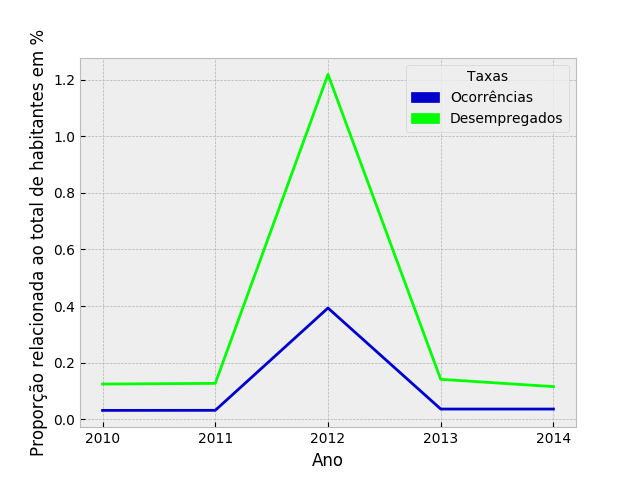 Proporção relacionada ao total de habitantes em %
1.2
1.0
0.8
0.6
0.4
0.2
0.0
Taxas
Ocorrências
Desempregados
2010 2011 2012 2013 2014
Ano